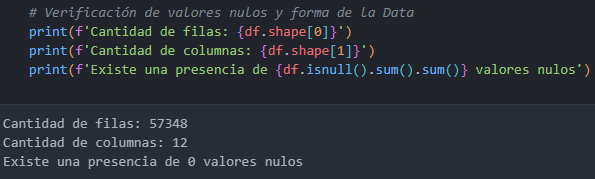 # Verificación de valores nulos y forma de la Data
print(f'Cantidad de filas: {df.shape[0]}')
print(f'Cantidad de columnas: {df.shape[1]}')
print(f'Existe una presencia de {df.isnull().sum().sum()} valores nulos')
Cantidad de filas: 57348
Cantidad de columnas: 12
Existe una presencia de 0 valores nulos